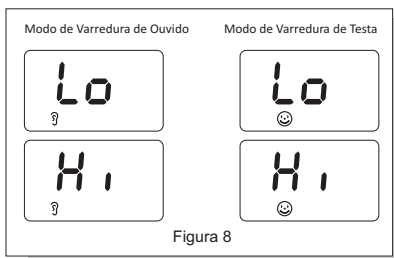 Modo de Varredura de Ouvido
Modo de Varredura de Testa
Lo
Lo
Hi
Hi
Figura 8